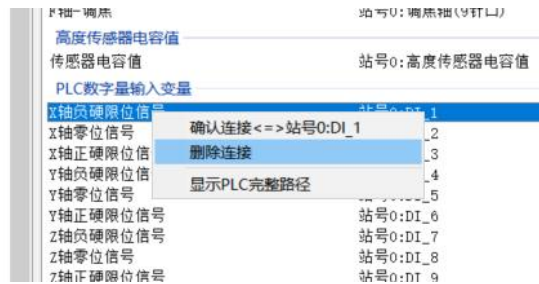 F轴-调焦 站号0:调焦轴(9针口)
高度传感器电容值
传感器电容值 站号0:高度传感器电容值
PLC数字量输入变量
X轴负硬限位信号 站号0:DI_1
确认连接<=>站号0:DI_1
X轴零位信号 _2
删除连接
X轴正硬限位信 _3
Y轴负硬限位信 _4
显示PLC完整路径
Y轴零位信号 _5
Y轴正硬限位信号 站号0:DI_6
Z轴负硬限位信号 站号0:DI_7
Z轴零位信号 站号0:DI_8
Z轴正硬限位信号 站号0:DI_9